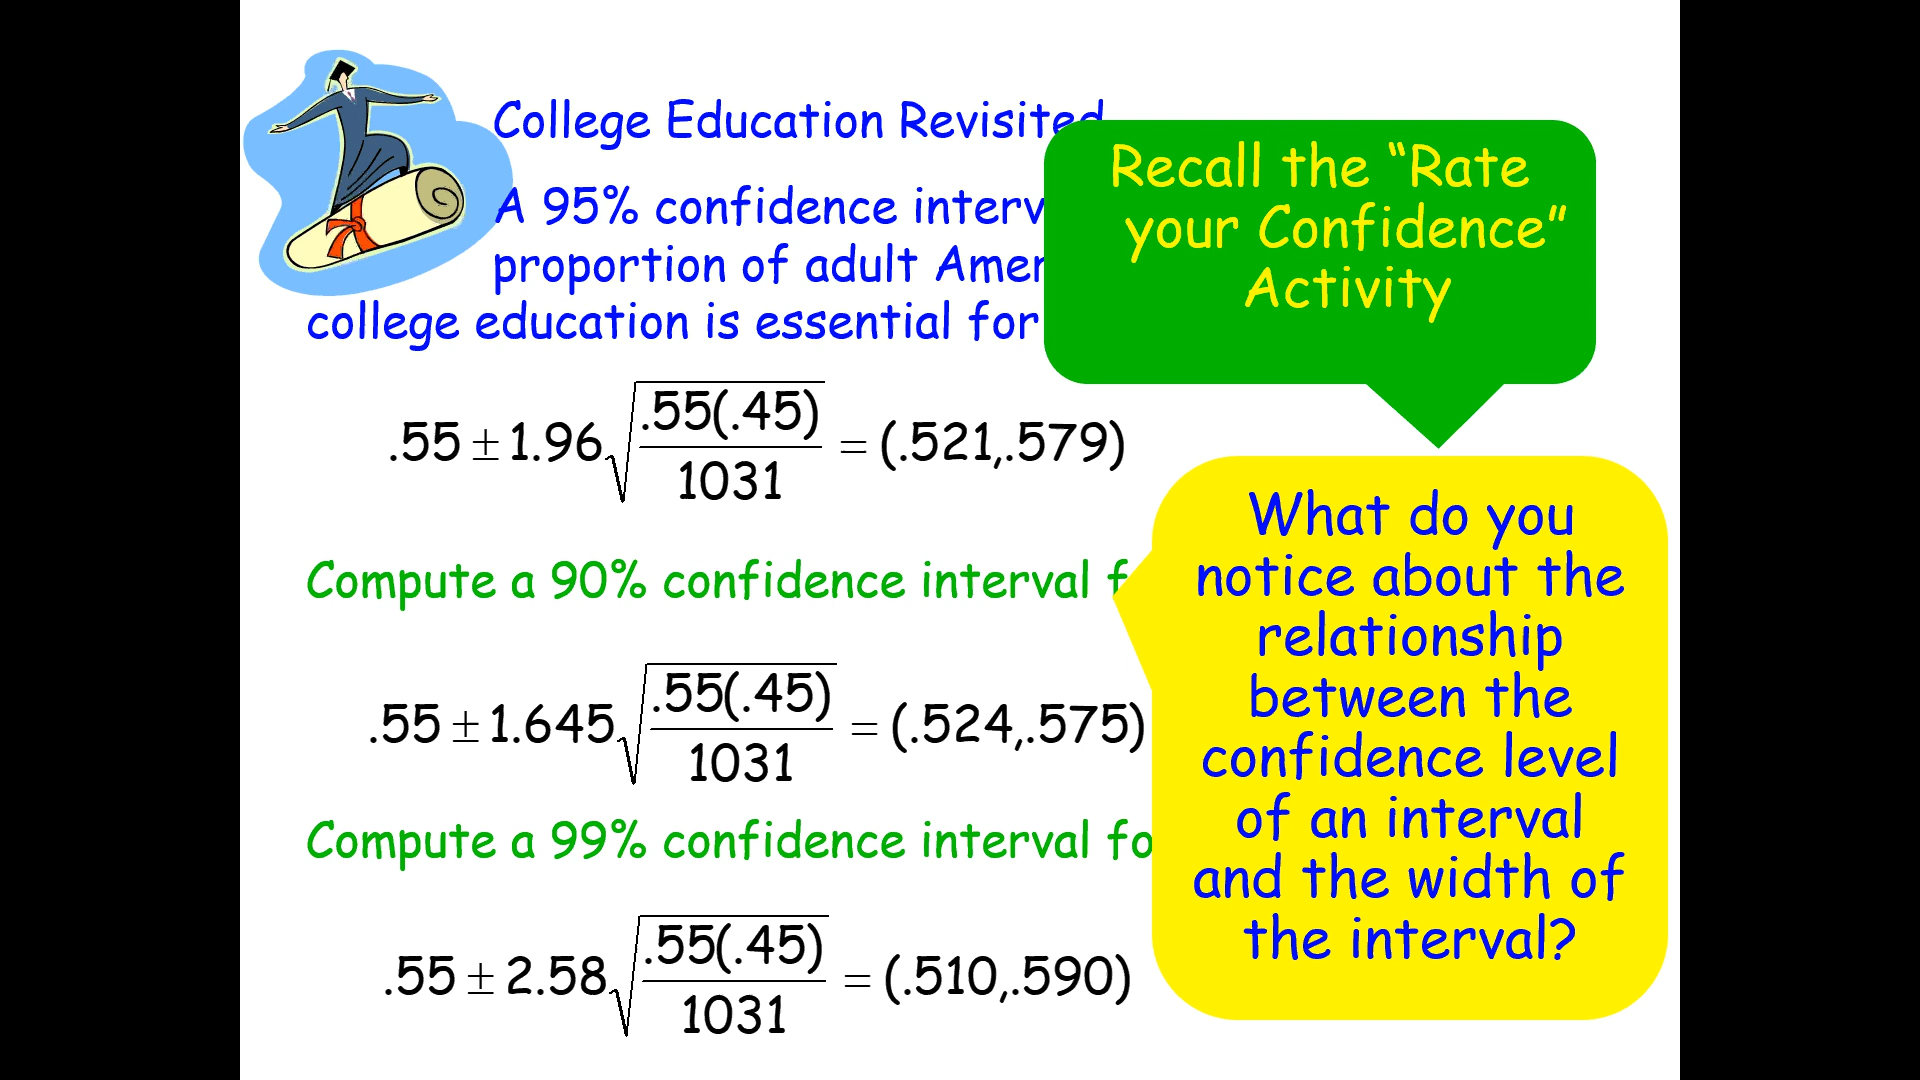 College Education Revisited
A 95% confidence
proportion of adult
college education is essential for
.55 ± 1.96√(.55(.45)/1031) = (.521,.579)
Compute a 90% confidence interval
.55 ± 1.645√(.55(.45)/1031) = (.524,.575)
Compute a 99% confidence interval
.55 ± 2.58√(.55(.45)/1031) = (.510,.590)
Recall the “Rate
your Confidence”
Activity
What do you
notice about the
relationship
between the
confidence level
of an interval
and the width of
the interval?